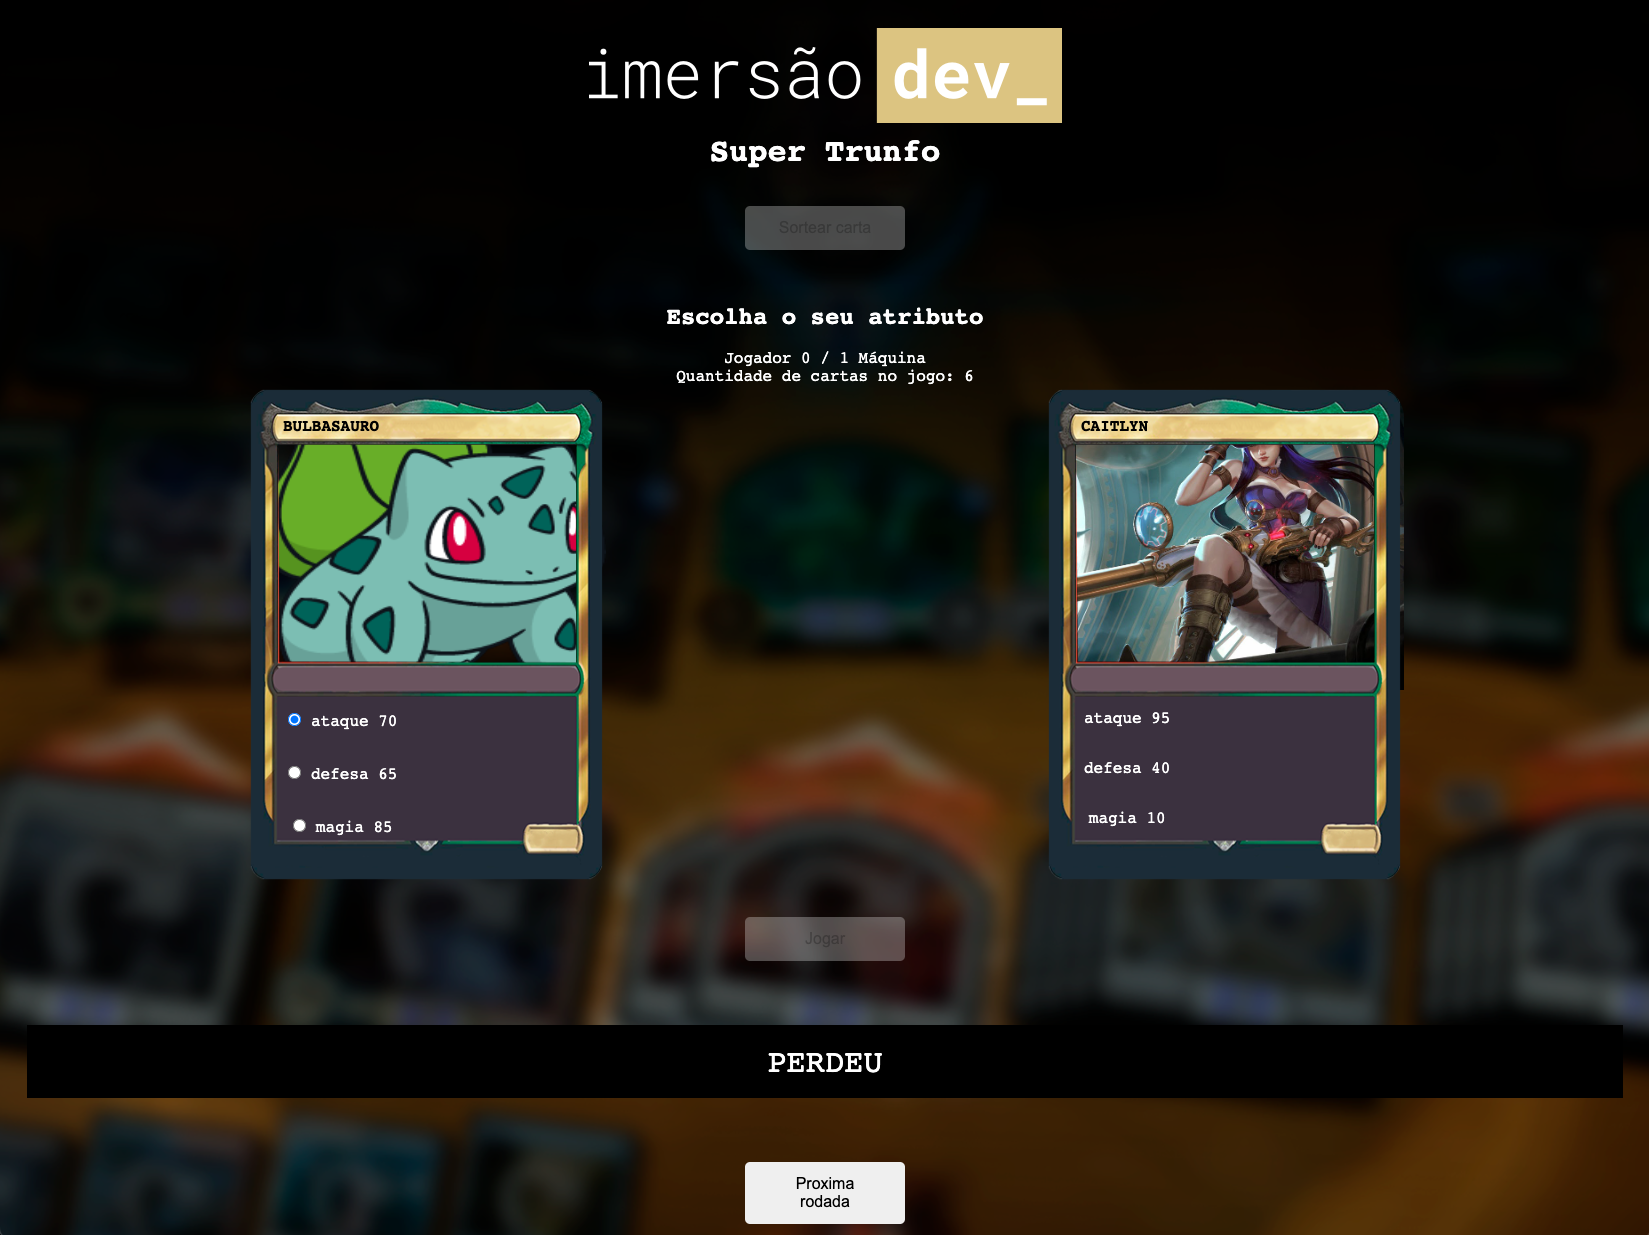 imersão dev_
Super Trunfo
Sortear carta
Escolha o seu atributo
Jogador 0 / 1 Máquina
Quantidade de cartas no jogo: 6
BULBASAURO
ataque 70
defesa 65
magia 85
CAITLYN
ataque 95
defesa 40
magia 10
Jogar
PERDEU
Proxima
rodada